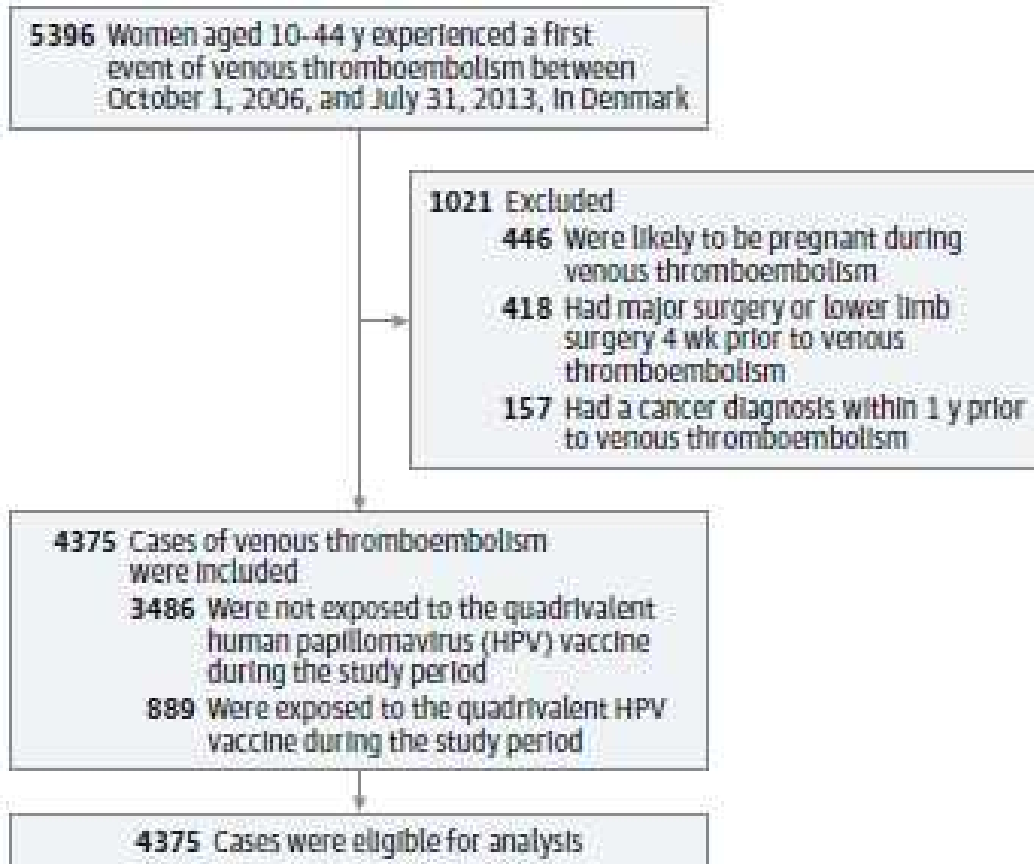 5396 Women aged 10-44 y experienced a first
event of venous thromboembolism between
October 1, 2006, and July 31, 2013, in Denmark
1021 Excluded
446 Were likely to be pregnant during
venous thromboembolism
418 Had major surgery or lower limb
surgery 4 wk prior to venous
thromboembolism
157 Had a cancer diagnosis within 1 y prior
to venous thromboembolism
4375 Cases of venous thromboembolism
were included
3486 Were not exposed to the quadrivalent
human papillomavirus (HPV) vaccine
during the study period
889 Were exposed to the quadrivalent HPV
vaccine during the study period
4375 Cases were eligible for analysis